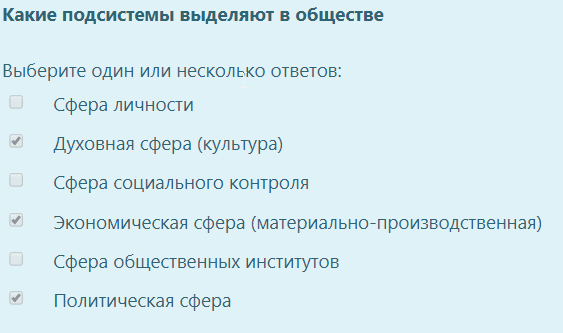 Какие подсистемы выделяют в обществе
Выберите один или несколько ответов:
Сфера личности
Духовная сфера (культура)
Сфера социального контроля
Экономическая сфера (материально-производственная)
Сфера общественных институтов
Политическая сфера